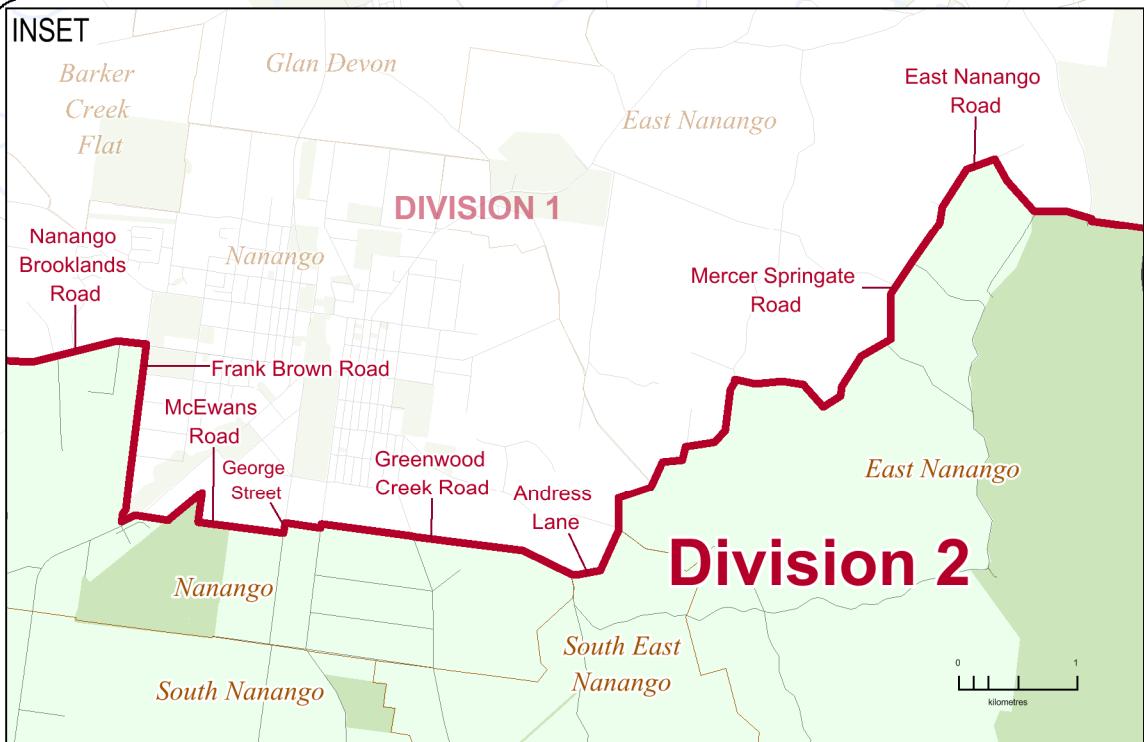 INSET
Barker
Creek
Flat
Glan Devon
East Nanango
East Nanango
Road
DIVISION 1
Nanango
Brooklands
Road
Nanango
Mercer Springate
Road
Frank Brown Road
McEwans
Road
George
Street
Greenwood
Creek Road
Andress
Lane
East Nanango
Division 2
Nanango
South East
Nanango
South Nanango
0 1
kilometres